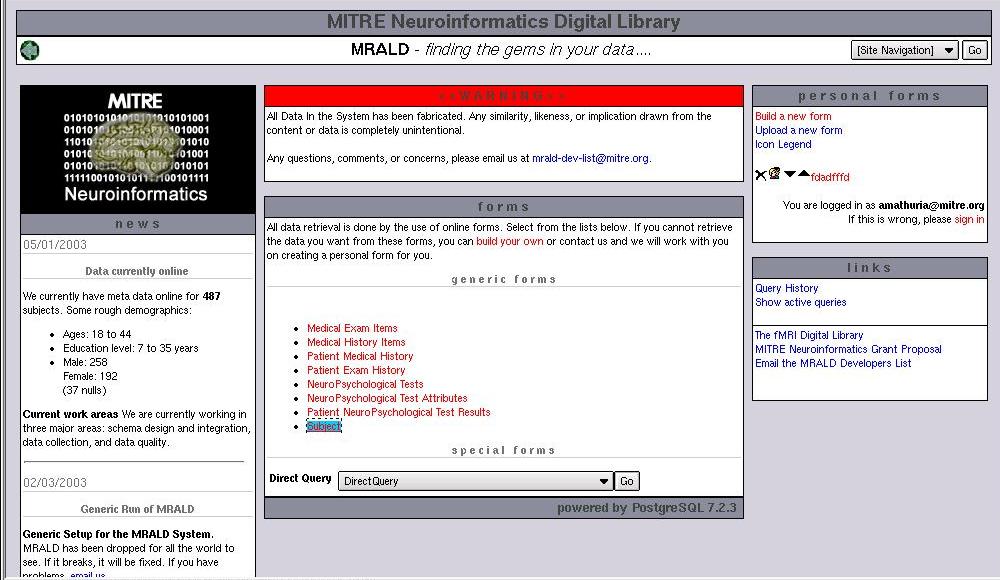 MITRE Neuroinformatics Digital Library
MRALD - finding the gems in your data....
[Site Navigation]
Go
MITRE
Neuroinformatics
news
05/01/2003
Data currently online
We currently have meta data online for 487
subjects. Some rough demographics:
• Ages: 18 to 44
• Education level: 7 to 35 years
• Male: 258
Female: 192
(37 nulls)
Current work areas We are currently working in
three major areas: schema design and integration,
data collection, and data quality.
02/03/2003
Generic Run of MRALD
Generic Setup for the MRALD System.
MRALD has been dropped for all the world to
see. If it breaks, it will be fixed. If you have
problems, email us
<<WARNING>>
All Data In the System has been fabricated. Any similarity, likeness, or implication drawn from the
content or data is completely unintentional.
Any questions, comments, or concerns, please email us at mrald-dev-list@mitre.org.
forms
All data retrieval is done by the use of online forms. Select from the lists below. If you cannot retrieve
the data you want from these forms, you can build your own or contact us and we will work with you
on creating a personal form for you.
generic forms
• Medical Exam Items
• Medical History Items
• Patient Medical History
• Patient Exam History
• NeuroPsychological Tests
• NeuroPsychological Test Attributes
• Patient NeuroPsychological Test Results
• Subject
special forms
Direct Query
DirectQuery
Go
powered by PostgreSQL 7.2.3
personal forms
Build a new form
Upload a new form
Icon Legend
fdadfffd
You are logged in as amathuria@mitre.org
If this is wrong, please sign in
links
Query History
Show active queries
The fMRI Digital Library
MITRE Neuroinformatics Grant Proposal
Email the MRALD Developers List